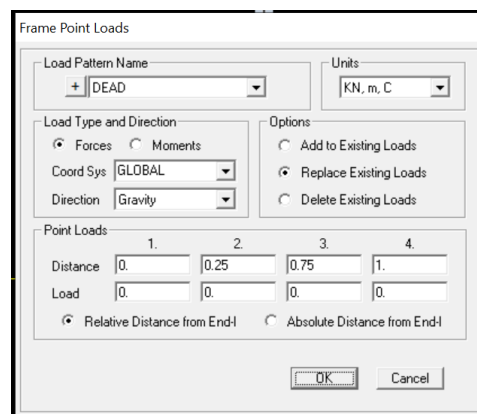 Frame Point Loads
Load Pattern Name
Units
+ DEAD
KN, m, C
Load Type and Direction
Options
Forces Moments
Add to Existing Loads
Coord Sys GLOBAL
Replace Existing Loads
Direction Gravity
Delete Existing Loads
Point Loads
1. 2. 3. 4.
Distance 0. 0.25 0.75 1.
Load 0. 0. 0. 0.
Relative Distance from End-I Absolute Distance from End-I
OK Cancel